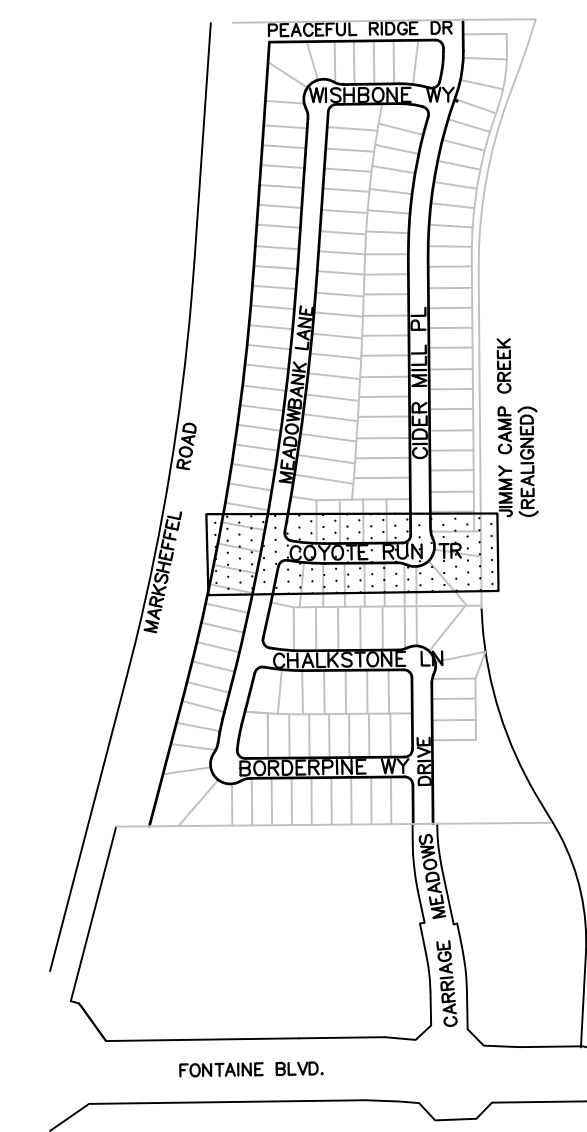 PEACEFUL RIDGE DR
WISHBONE WY.
MEADOWBANK LANE
CIDER MILL PL
JIMMY CAMP CREEK
(REALIGNED)
MARKSHEFFEL ROAD
COYOTE RUN TR
CHALKSTONE LN
BORDERPINE WY
CARRIAGE MEADOWS DRIVE
FONTAINE BLVD.